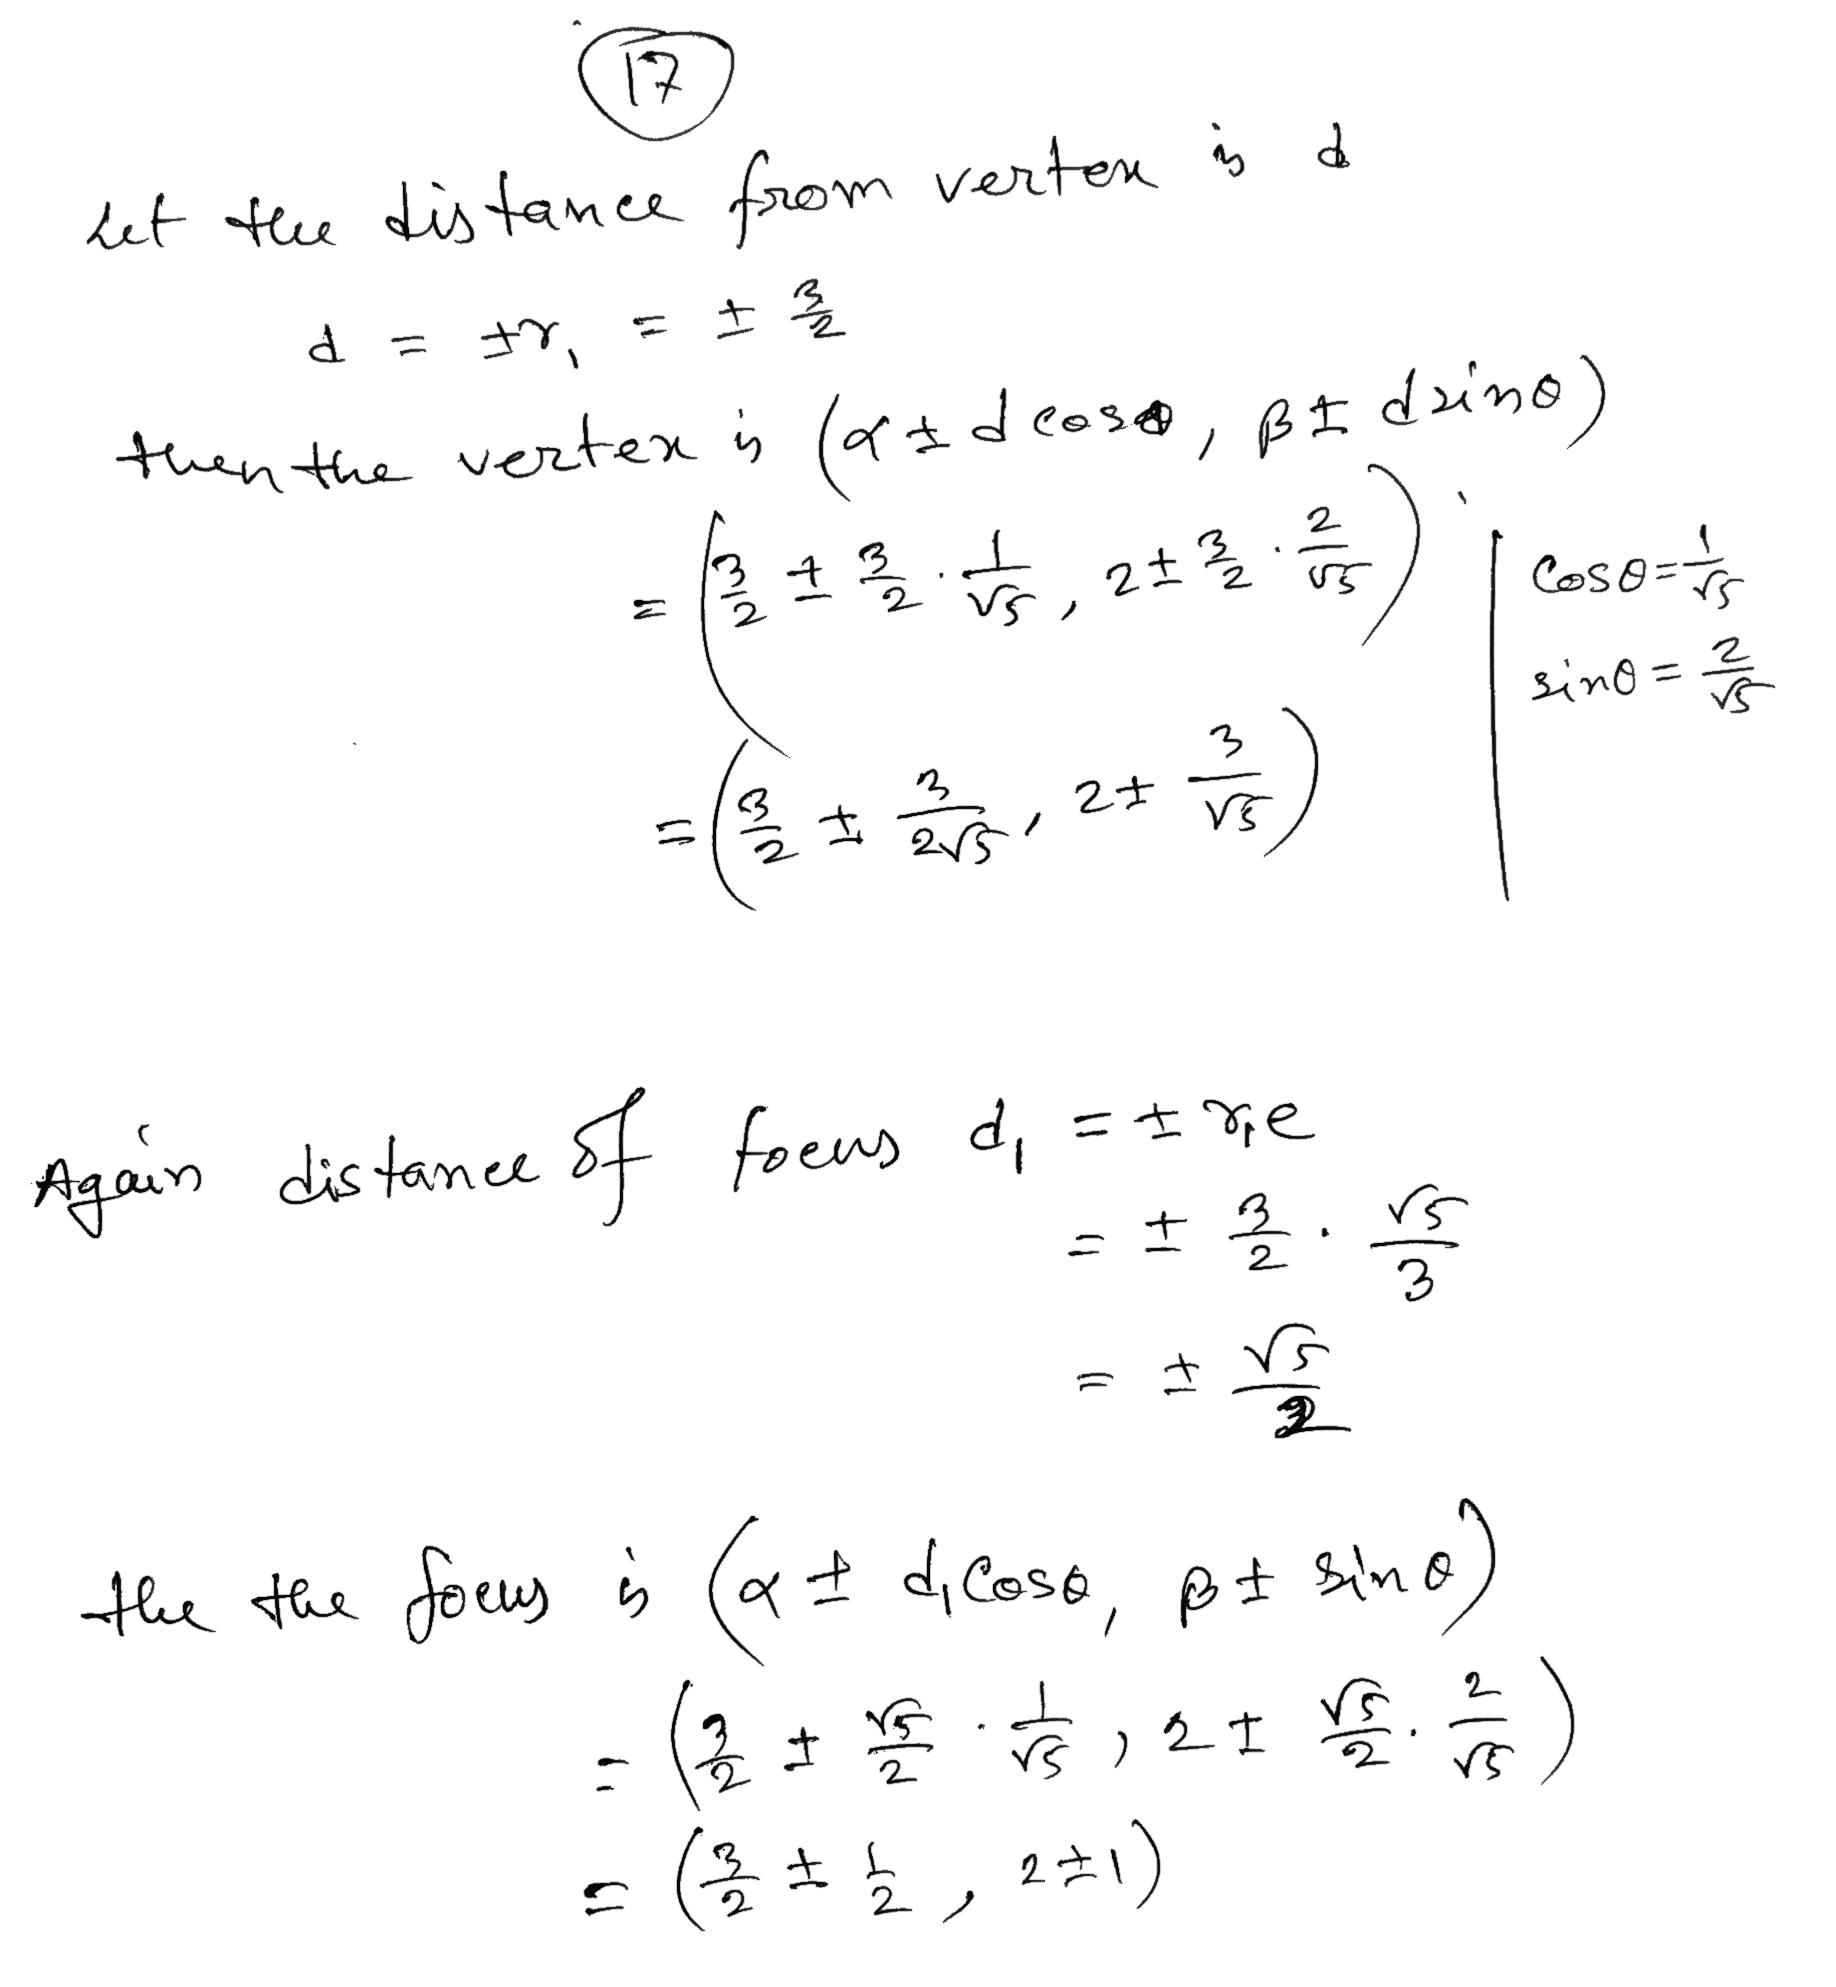 17
Let the distance from vertex is d
d = ±r₁ = ± 3/2
then the vertex is (α ± d cosθ, β ± d sinθ)
= (3/2 ± 3/2 · 1/√5, 2 ± 3/2 · 2/√5)
cosθ = 1/√5
sinθ = 2/√5
= (3/2 ± 3/(2√5), 2 ± 3/√5)
Again distance of focus d₁ = ± r₁e
= ± 3/2 · √5/3
= ± √5/2
the the focus is (α ± d₁ cosθ, β ± sinθ)
= (3/2 ± √5/2 · 1/√5, 2 ± √5/2 · 2/√5)
= (3/2 ± 1/2, 2±1)